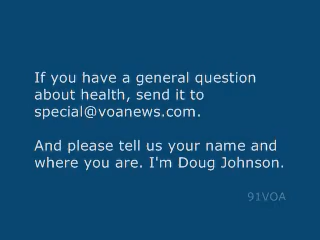 If you have a general question
about health, send it to
special@voanews.com.
And please tell us your name and
where you are. I'm Doug Johnson.
91VOA